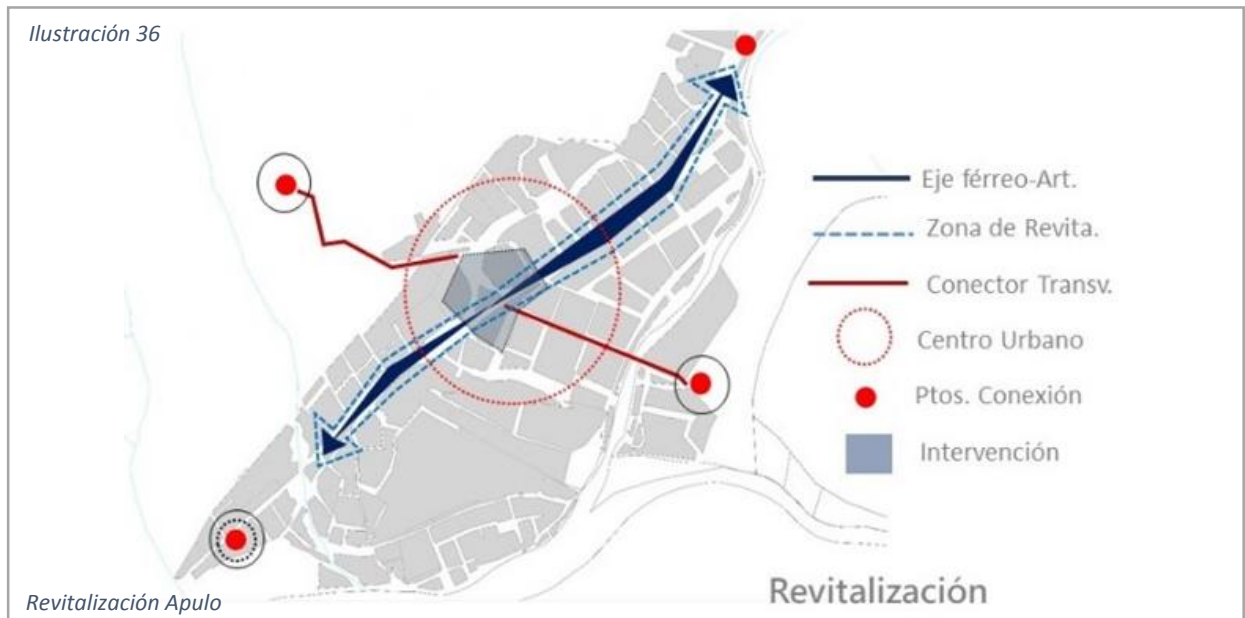 Ilustración 36
Eje férreo-Art.
Zona de Revita.
Conector Transv.
Centro Urbano
Ptos. Conexión
Intervención
Revitalización
Revitalización Apulo